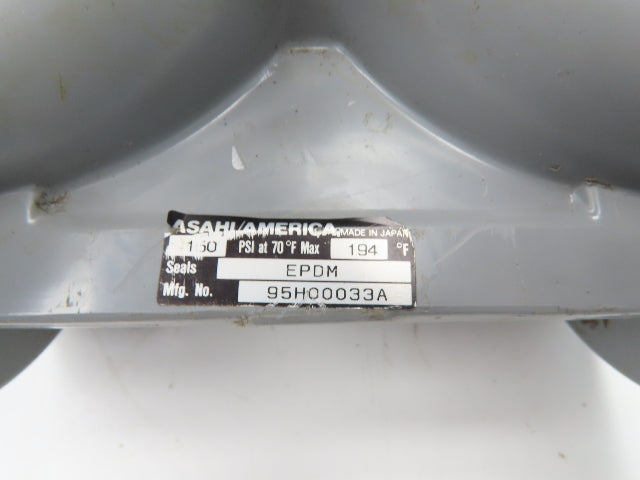 ASAHI/AMERICA MADE IN JAPAN
150 PSI at 70 °F Max 194 °F
Seals EPDM
Mfg. No. 95H00033A